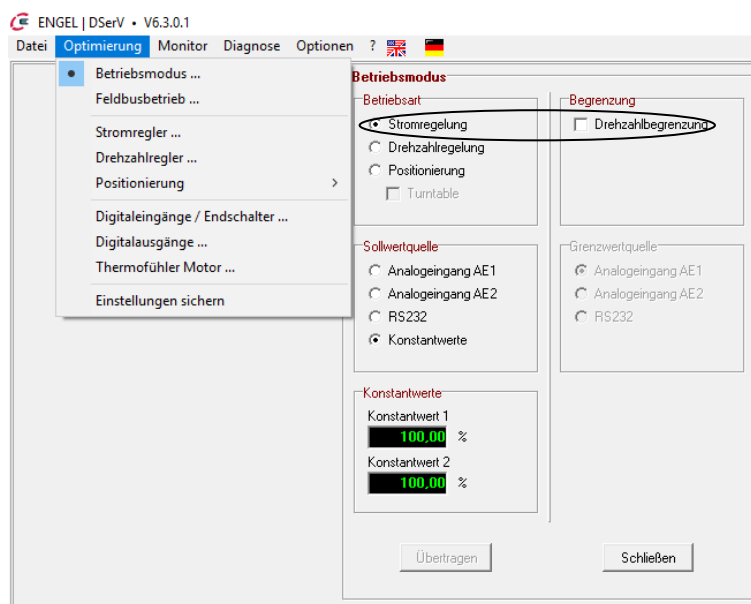 ENGEL | DSerV • V6.3.0.1
Datei Optimierung Monitor Diagnose Optionen ?
Betriebsmodus ...
Feldbusbetrieb ...
Stromregler ...
Drehzahlregler ...
Positionierung
Digitaleingänge / Endschalter ...
Digitalausgänge ...
Thermofühler Motor ...
Einstellungen sichern
Betriebsmodus
Betriebsart
Stromregelung
Drehzahlregelung
Positionierung
Turntable
Begrenzung
Drehzahlbegrenzung
Sollwertquelle
Analogeingang AE1
Analogeingang AE2
RS232
Konstantwerte
Grenzwertquelle
Analogeingang AE1
Analogeingang AE2
RS232
Konstantwerte
Konstantwert 1
100,00 %
Konstantwert 2
100,00 %
Übertragen
Schließen